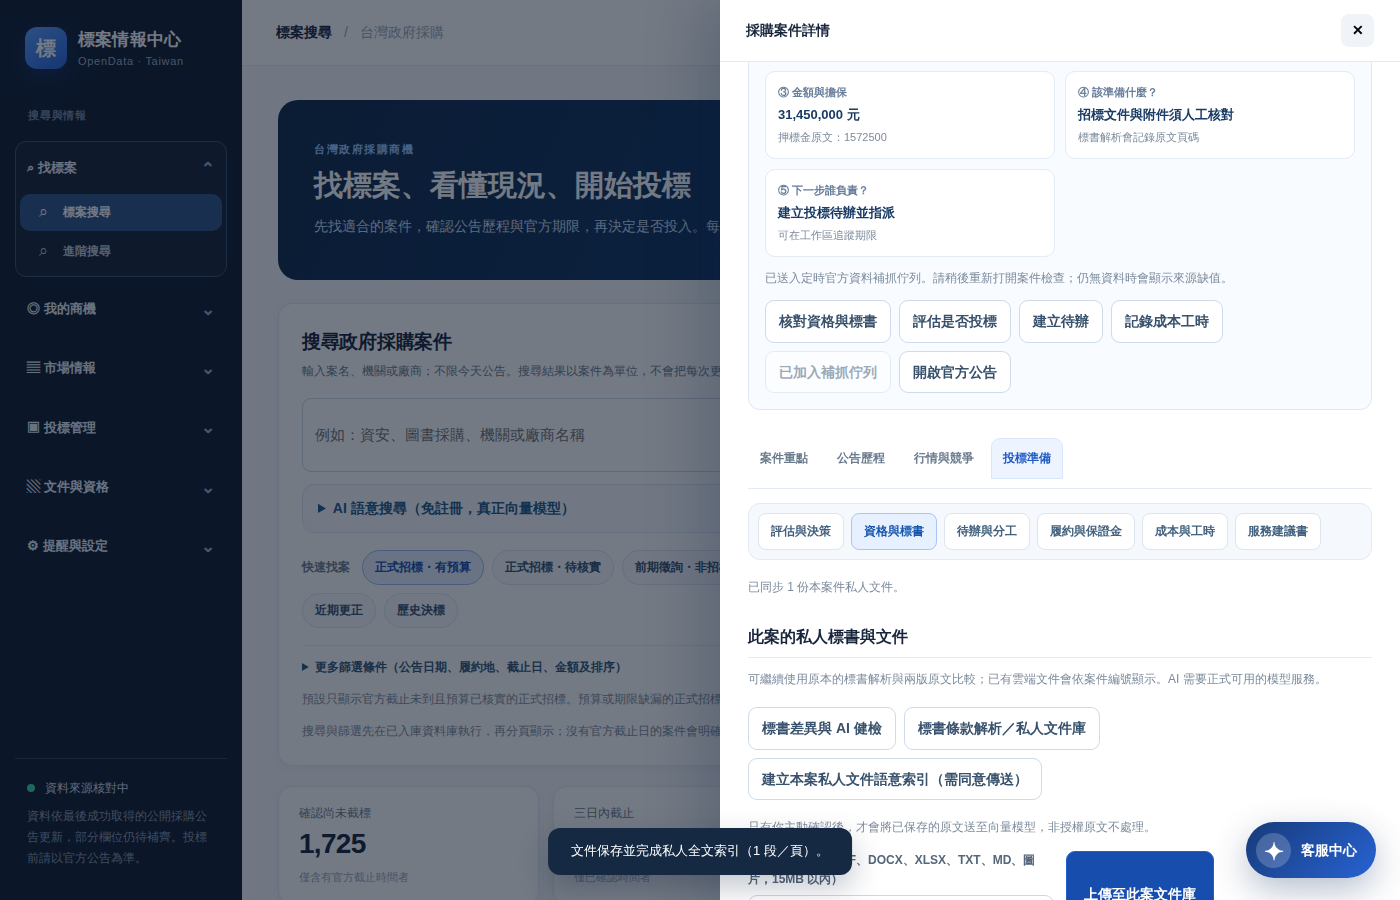 標
標案情報中心
OpenData · Taiwan
搜尋與情報
⌕ 找標案
⌕ 標案搜尋
⌕ 進階搜尋
◎ 我的商機
▤ 市場情報
▣ 投標管理
▧ 文件與資格
⚙ 提醒與設定
資料來源核對中
資料依最後成功取得的公開採購公
告更新，部分欄位仍待補齊。投標
前請以官方公告為準。
標案搜尋 / 台灣政府採購
台灣政府採購商機
找標案、看懂現況、開始投標
先找適合的案件，確認公告歷程與官方期限，再決定是否投入。每
搜尋政府採購案件
輸入案名、機關或廠商；不限今天公告。搜尋結果以案件為單位，不會把每次更
例如：資安、圖書採購、機關或廠商名稱
▶ AI 語意搜尋（免註冊，真正向量模型）
快速找案
正式招標・有預算
正式招標・待核實
前期徵詢・非招
近期更正
歷史決標
▶ 更多篩選條件（公告日期、履約地、截止日、金額及排序）
預設只顯示官方截止未到且預算已核實的正式招標。預算或期限缺漏的正式招標
搜尋與篩選先在已入庫資料庫執行，再分頁顯示；沒有官方截止日的案件會明確
確認尚未截標
1,725
僅含有官方截止時間者
三日內截止
僅已確認時間者
採購案件詳情
✕
③ 金額與擔保
31,450,000 元
押標金原文：1572500
④ 該準備什麼？
招標文件與附件須人工核對
標書解析會記錄原文頁碼
⑤ 下一步誰負責？
建立投標待辦並指派
可在工作區追蹤期限
已送入定時官方資料補抓佇列。請稍後重新打開案件檢查；仍無資料時會顯示來源缺值。
核對資格與標書
評估是否投標
建立待辦
記錄成本工時
已加入補抓佇列
開啟官方公告
案件重點
公告歷程
行情與競爭
投標準備
評估與決策
資格與標書
待辦與分工
履約與保證金
成本與工時
服務建議書
已同步 1 份本案件私人文件。
此案的私人標書與文件
可繼續使用原本的標書解析與兩版原文比較；已有雲端文件會依案件編號顯示。AI 需要正式可用的模型服務。
標書差異與 AI 健檢
標書條款解析／私人文件庫
建立本案私人文件語意索引（需同意傳送）
只有你主動確認後，才會將已保存的原文送至向量模型，非授權原文不處理。
F、DOCX、XLSX、TXT、MD、圖
片，15MB 以內）
上傳至此案文件庫
文件保存並完成私人全文索引（1 段／頁）。
客服中心